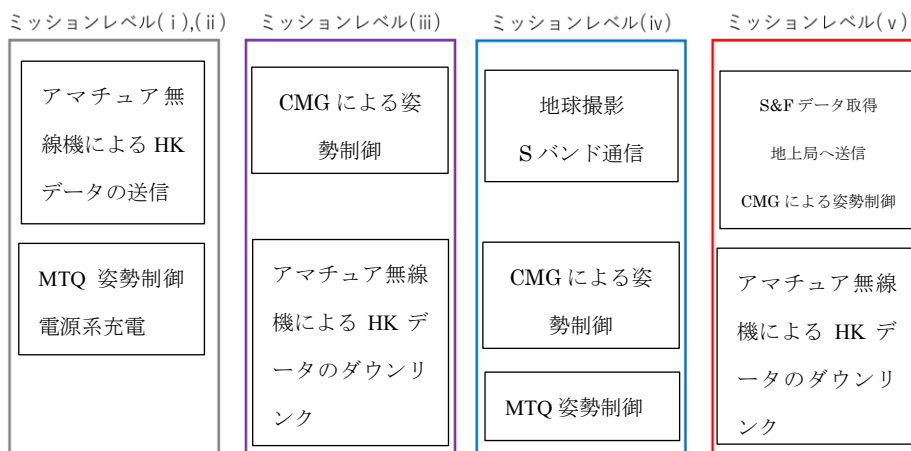 ミッションレベル(ⅰ),(ⅱ)
アマチュア無
線機による HK
データの送信
MTQ 姿勢制御
電源系充電
ミッションレベル(ⅲ)
CMG による姿
勢制御
アマチュア無線
機による HK デ
ータのダウンリ
ンク
ミッションレベル(ⅳ)
地球撮影
S バンド通信
CMG による姿
勢制御
MTQ 姿勢制御
ミッションレベル(ⅴ)
S&F データ取得
地上局へ送信
CMG による姿勢制御
アマチュア無線
機による HK デ
ータのダウンリ
ンク